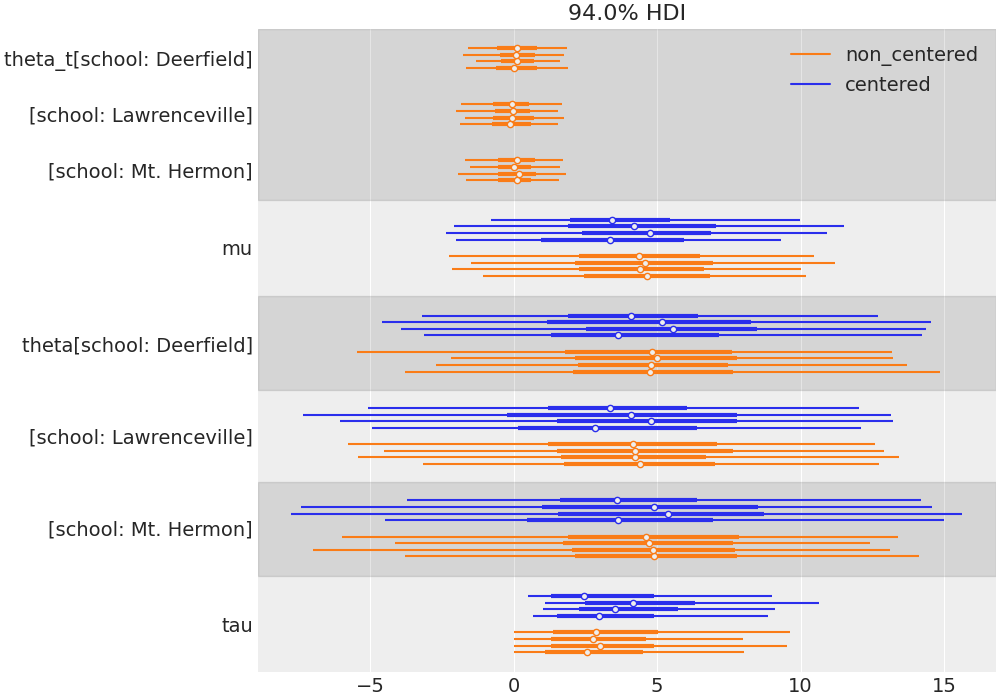 94.0% HDI
theta_t[school: Deerfield]
non_centered
centered
[school: Lawrenceville]
[school: Mt. Hermon]
mu
theta[school: Deerfield]
[school: Lawrenceville]
[school: Mt. Hermon]
tau
−5 0 5 10 15